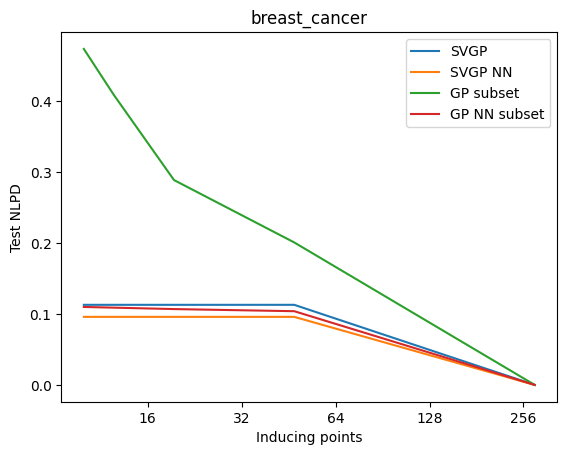 breast_cancer
SVGP
SVGP NN
GP subset
GP NN subset
Test NLPD
0.4
0.3
0.2
0.1
0.0
16 32 64 128 256
Inducing points